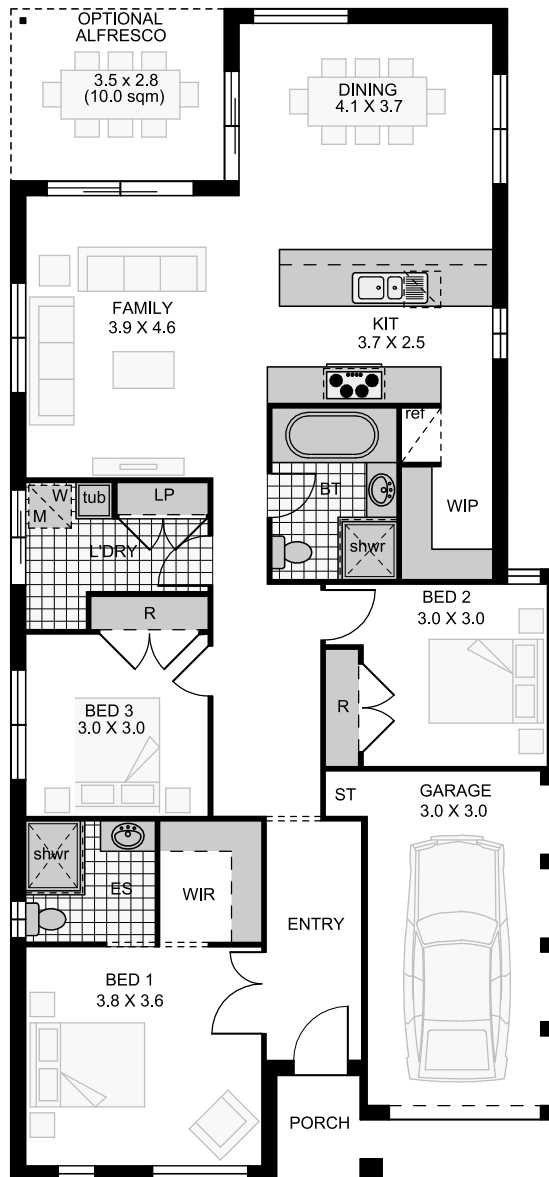 OPTIONAL
ALFRESCO
3.5 x 2.8
(10.0 sqm)
DINING
4.1 X 3.7
FAMILY
3.9 X 4.6
KIT
3.7 X 2.5
ref
WIP
BT
shwr
W
M
tub
LP
L'DRY
R
BED 2
3.0 X 3.0
R
BED 3
3.0 X 3.0
ST
GARAGE
3.0 X 3.0
shwr
ES
WIR
ENTRY
BED 1
3.8 X 3.6
PORCH